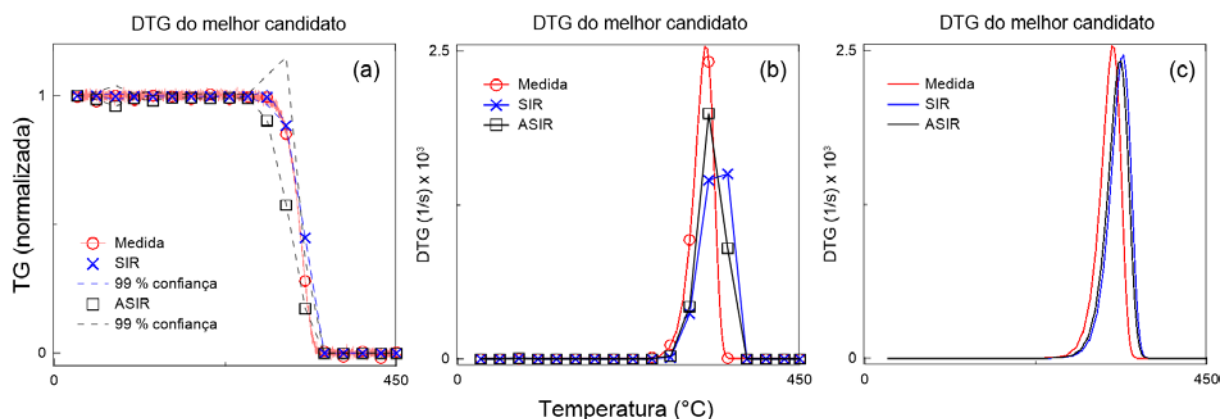 DTG do melhor candidato
(a)
TG (normalizada)
1
0
Medida
SIR
99 % confiança
ASIR
99 % confiança
0
450
DTG do melhor candidato
(b)
DTG (1/s) x 10³
2.5
0
Medida
SIR
ASIR
0
450
DTG do melhor candidato
(c)
DTG (1/s) x 10³
2.5
0
Medida
SIR
ASIR
0
450
Temperatura (°C)